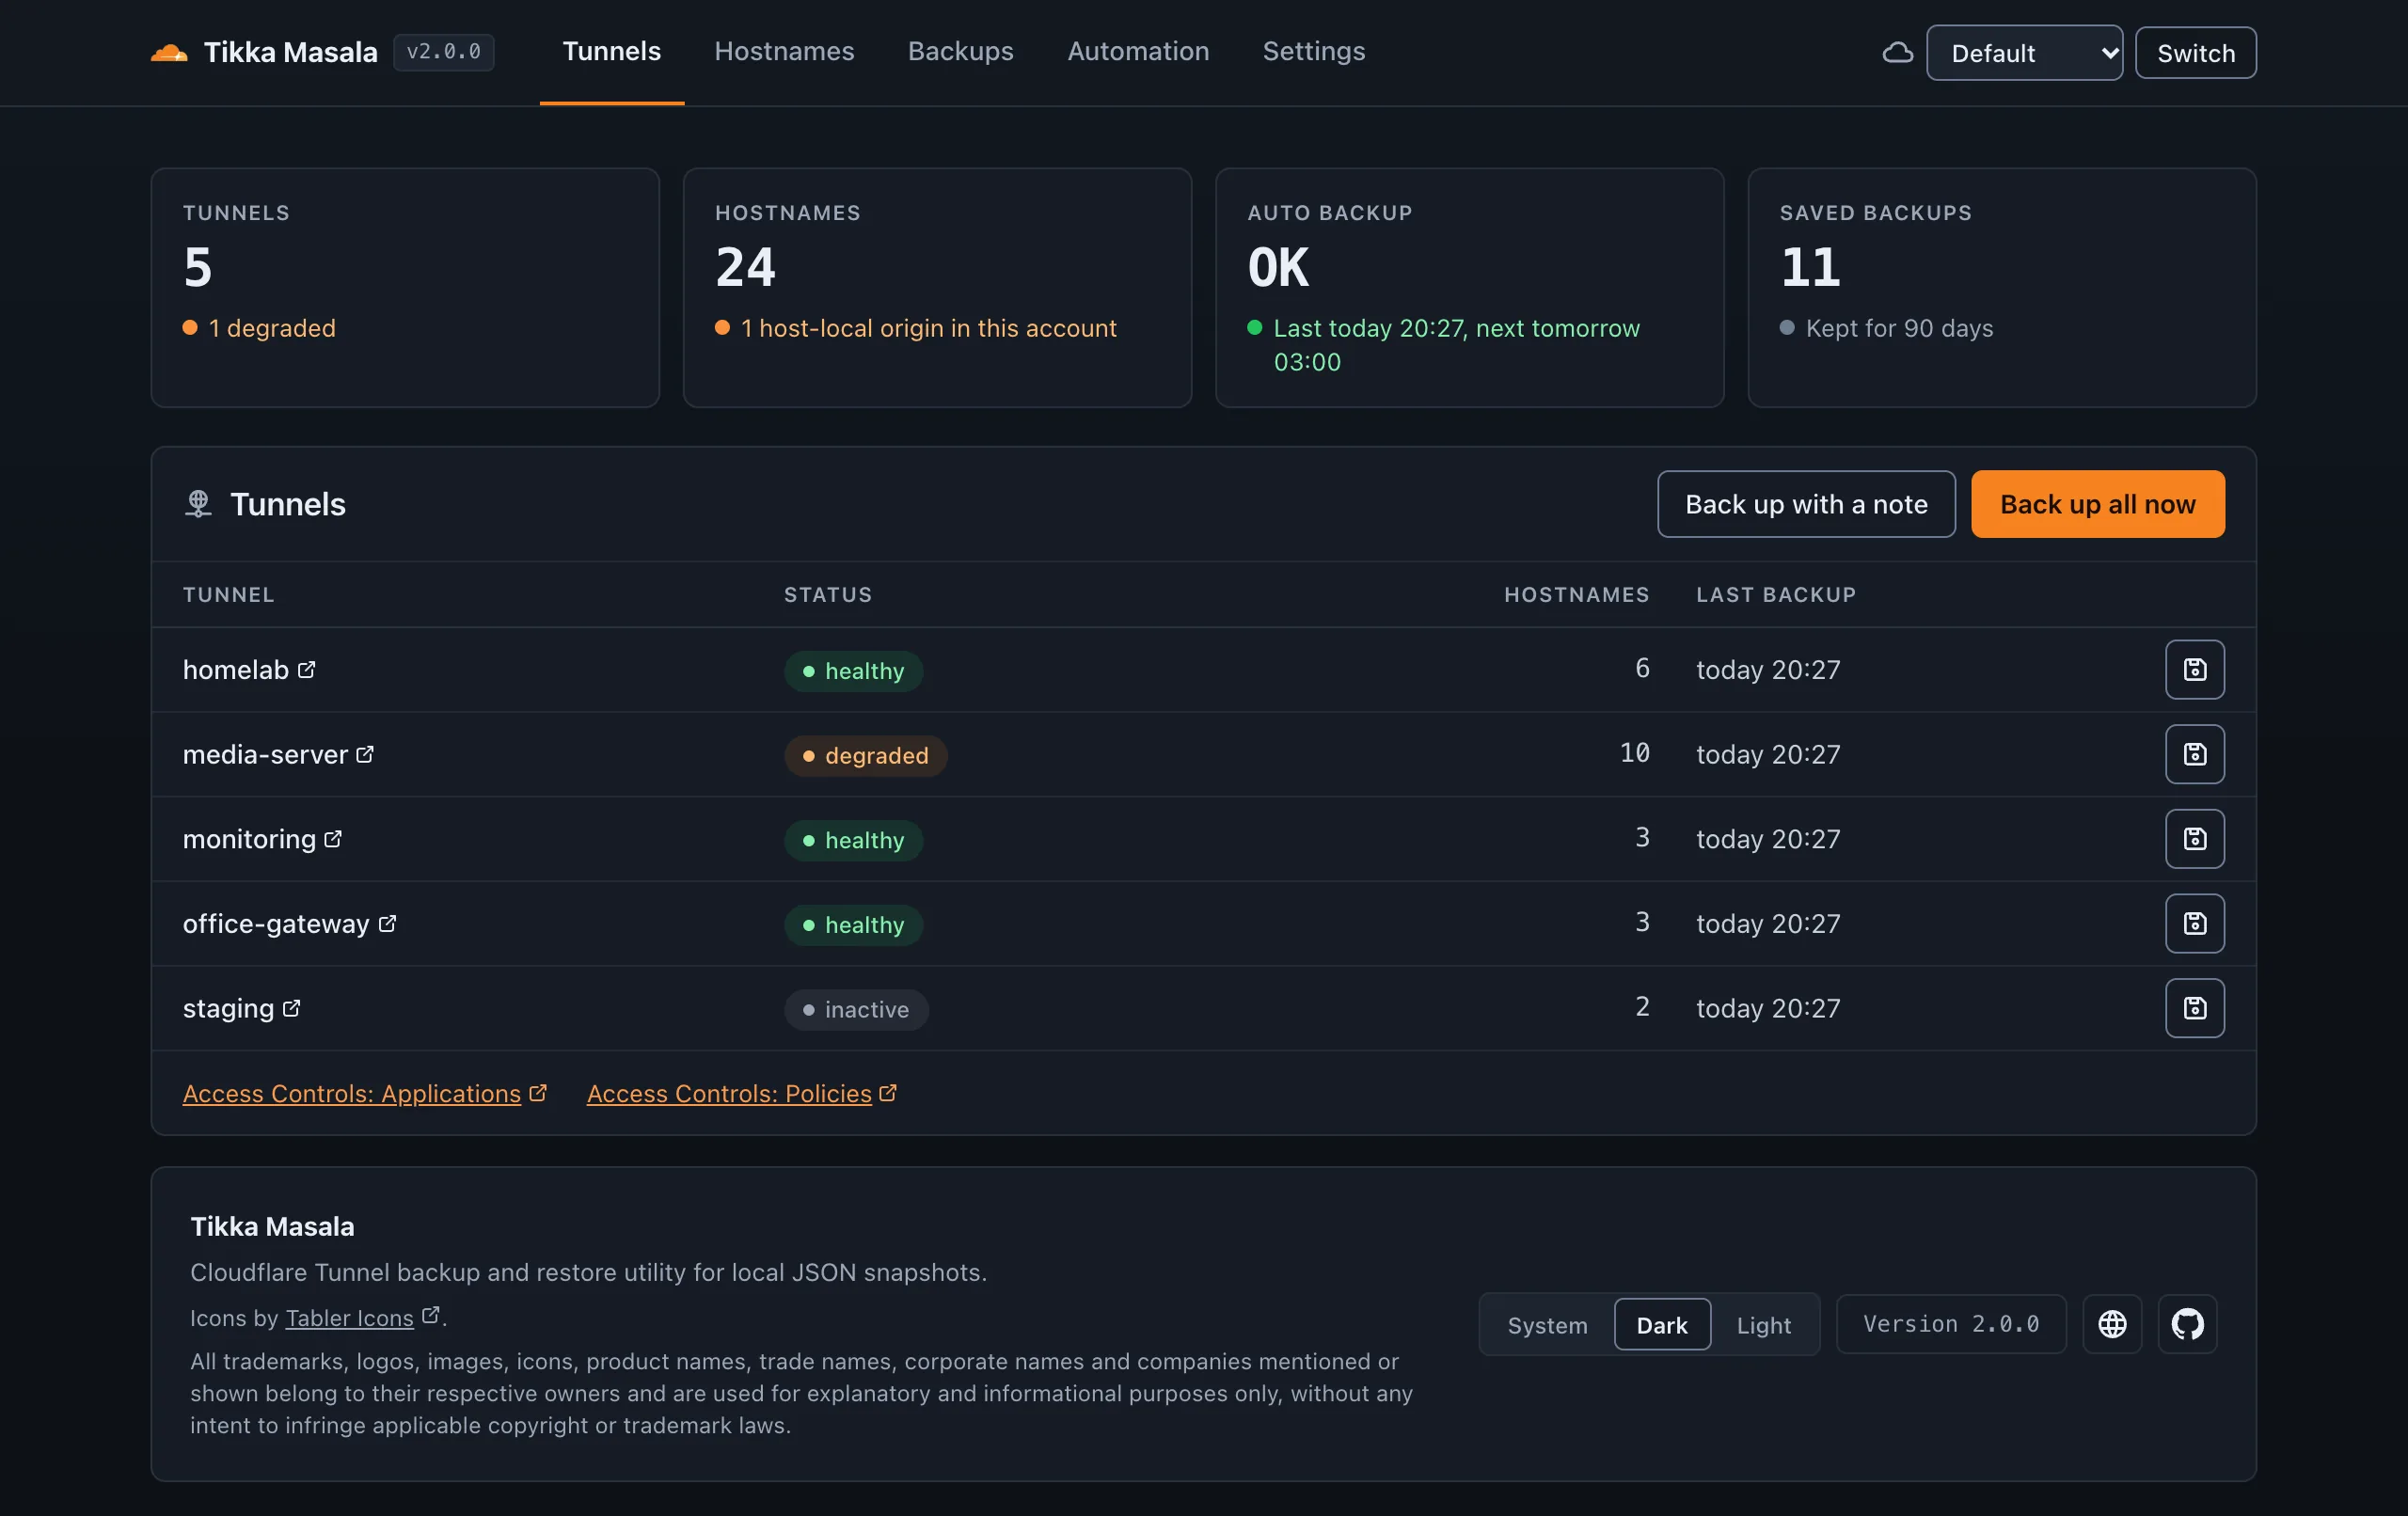 Tikka Masala v2.0.0 Tunnels Hostnames Backups Automation Settings Default Switch
TUNNELS
5
1 degraded
HOSTNAMES
24
1 host-local origin in this account
AUTO BACKUP
OK
Last today 20:27, next tomorrow
03:00
SAVED BACKUPS
11
Kept for 90 days
Tunnels Back up with a note Back up all now
TUNNEL STATUS HOSTNAMES LAST BACKUP
homelab healthy 6 today 20:27
media-server degraded 10 today 20:27
monitoring healthy 3 today 20:27
office-gateway healthy 3 today 20:27
staging inactive 2 today 20:27
Access Controls: Applications Access Controls: Policies
Tikka Masala
Cloudflare Tunnel backup and restore utility for local JSON snapshots.
Icons by Tabler Icons.
All trademarks, logos, images, icons, product names, trade names, corporate names and companies mentioned or
shown belong to their respective owners and are used for explanatory and informational purposes only, without any
intent to infringe applicable copyright or trademark laws.
System Dark Light Version 2.0.0